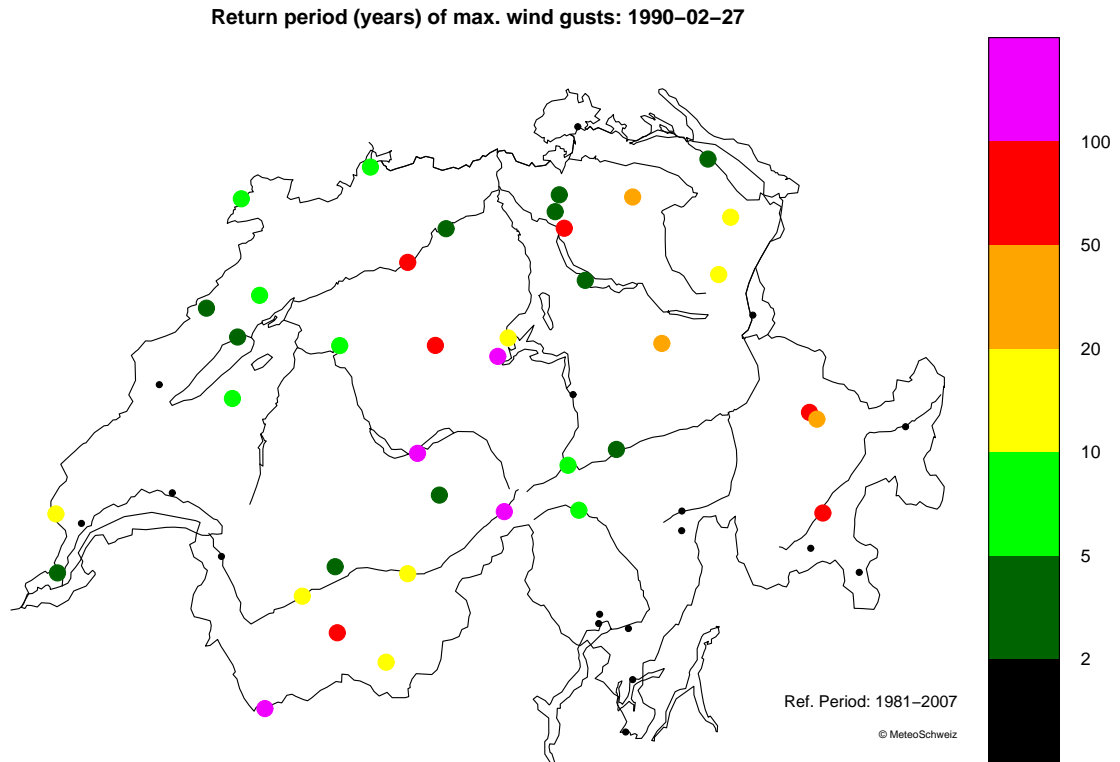 Return period (years) of max. wind gusts: 1990−02−27
100
50
20
10
5
2
Ref. Period: 1981−2007
© MeteoSchweiz